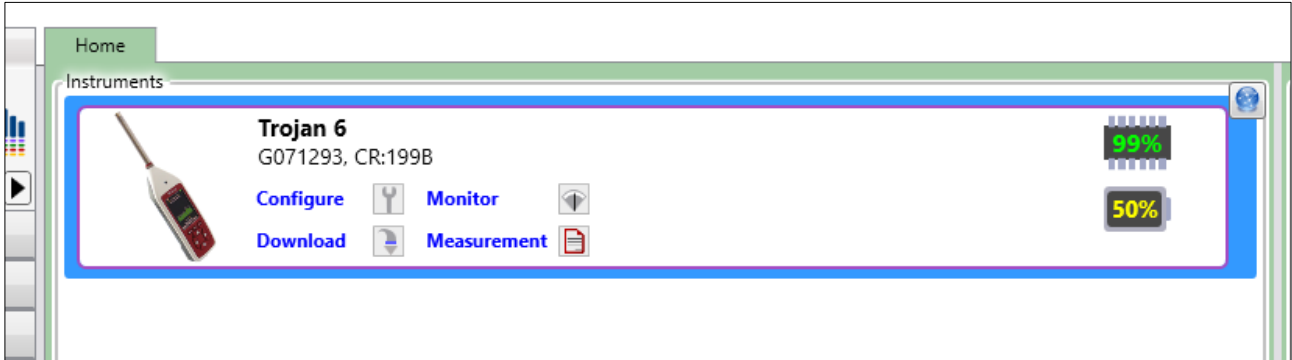 Home
Instruments
Trojan 6
G071293, CR:199B
99%
Configure Monitor
50%
Download Measurement